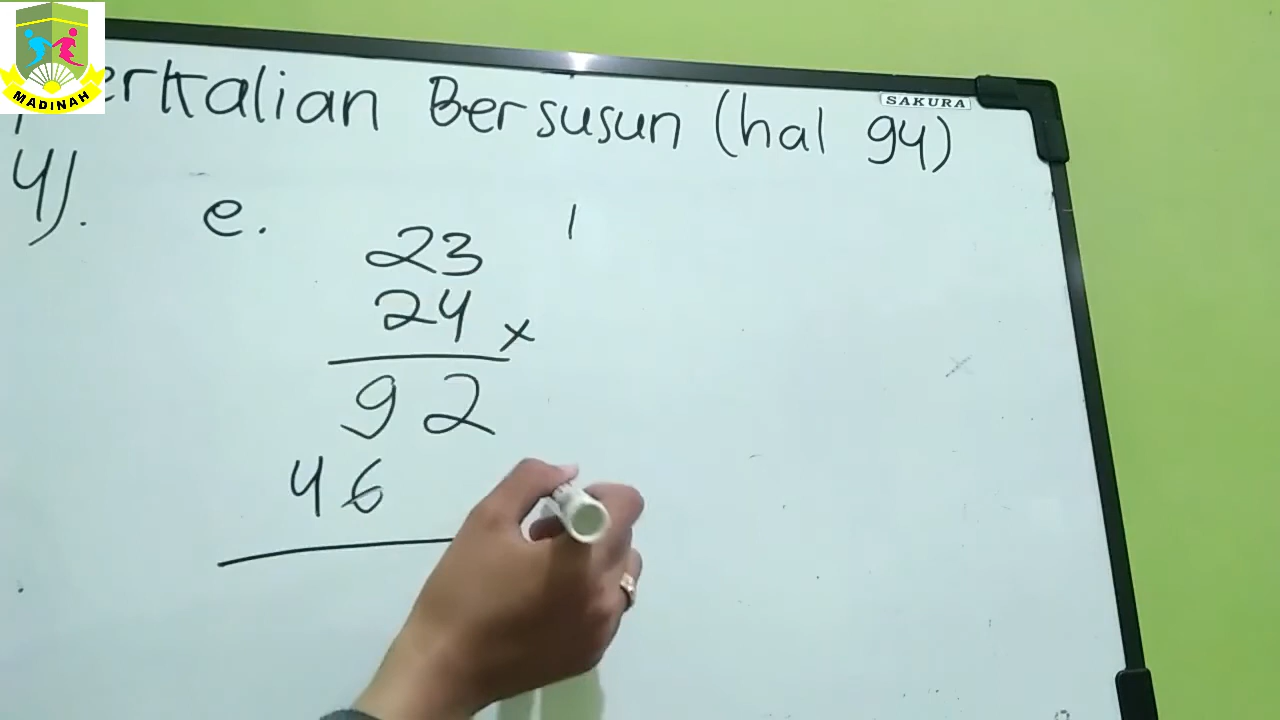 MADINAH
SAKURA
erkalian Bersusun (hal 94)
4).
e.
1
23
24 x
92
46